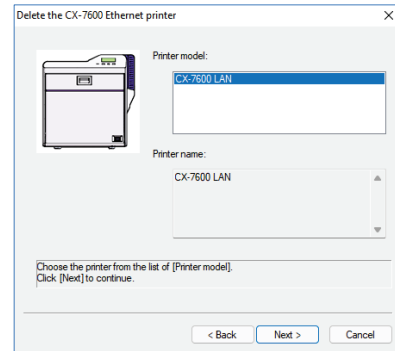 Delete the CX-7600 Ethernet printer
Printer model:
CX-7600 LAN
Printer name:
CX-7600 LAN
Choose the printer from the list of [Printer model].
Click [Next] to continue.
< Back
Next >
Cancel